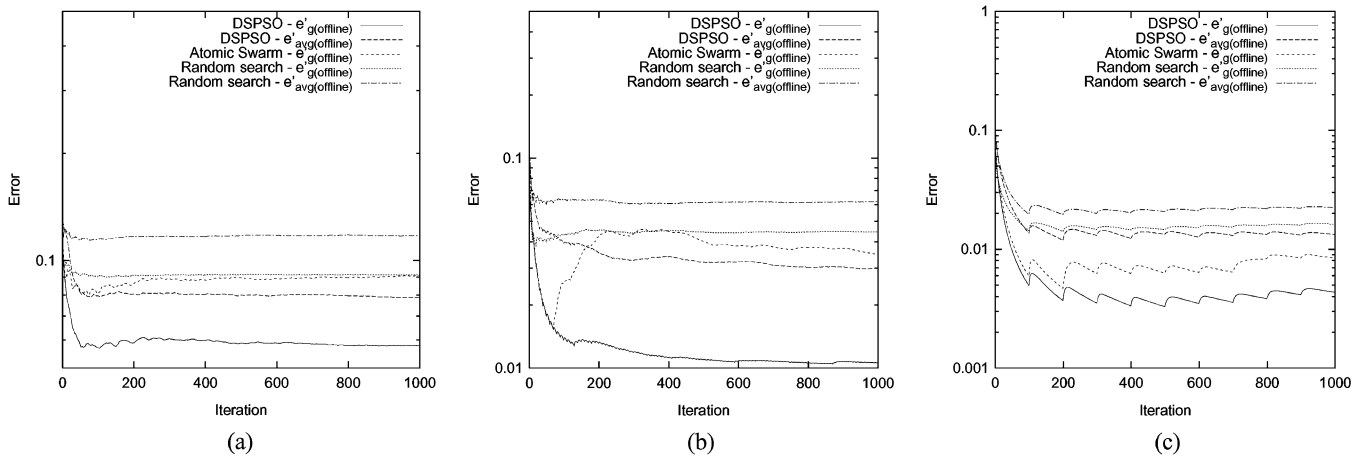 DSPSO - e'g(offline)
DSPSO - e'avg(offline)
Atomic Swarm - e'g(offline)
Random search - e'g(offline)
Random search - e'avg(offline)
0.1
Error
0 200 400 600 800 1000
Iteration
(a)
DSPSO - e'g(offline)
DSPSO - e'avg(offline)
Atomic Swarm - e'g(offline)
Random search - e'g(offline)
Random search - e'avg(offline)
0.1
0.01
Error
0 200 400 600 800 1000
Iteration
(b)
DSPSO - e'g(offline)
DSPSO - e'avg(offline)
Atomic Swarm - e'g(offline)
Random search - e'g(offline)
Random search - e'avg(offline)
1
0.1
0.01
0.001
Error
0 200 400 600 800 1000
Iteration
(c)